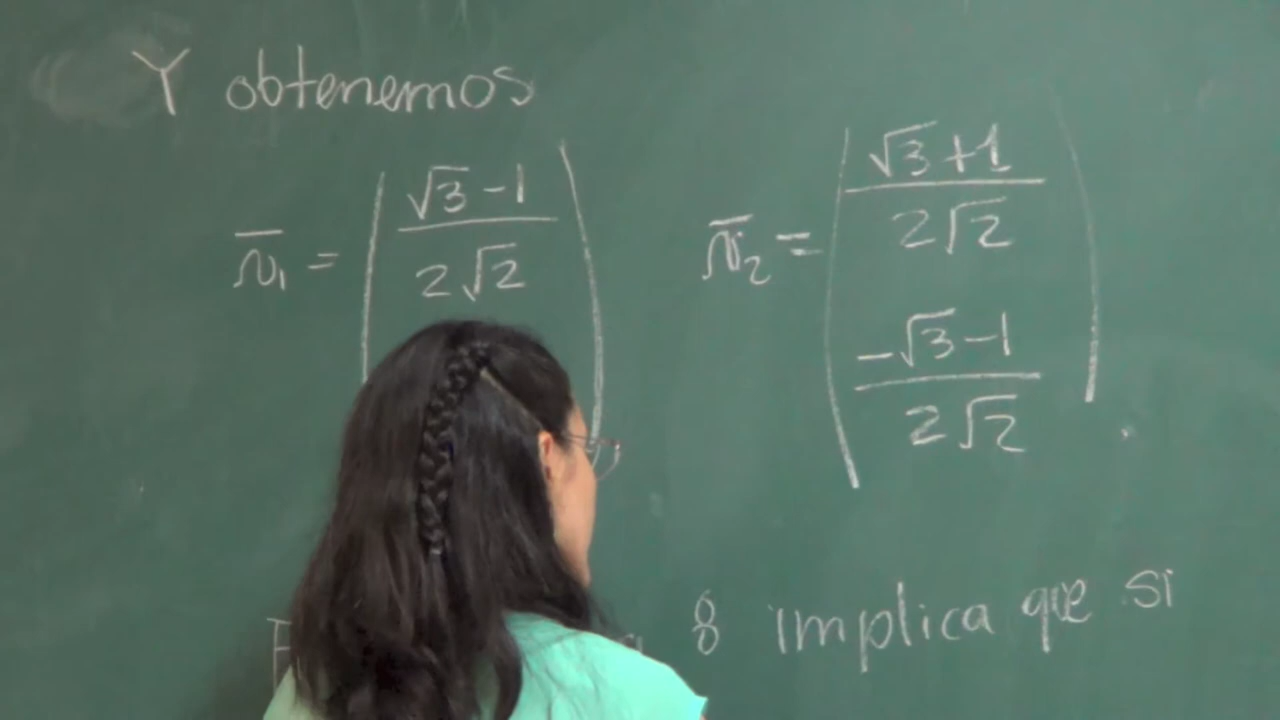 Y obtenemos
v̄₁ = ( (√3 - 1) / (2√2)
v̄₂ = ( (√3 + 1) / (2√2) (-√3 - 1) / (2√2) )
8 implica que si